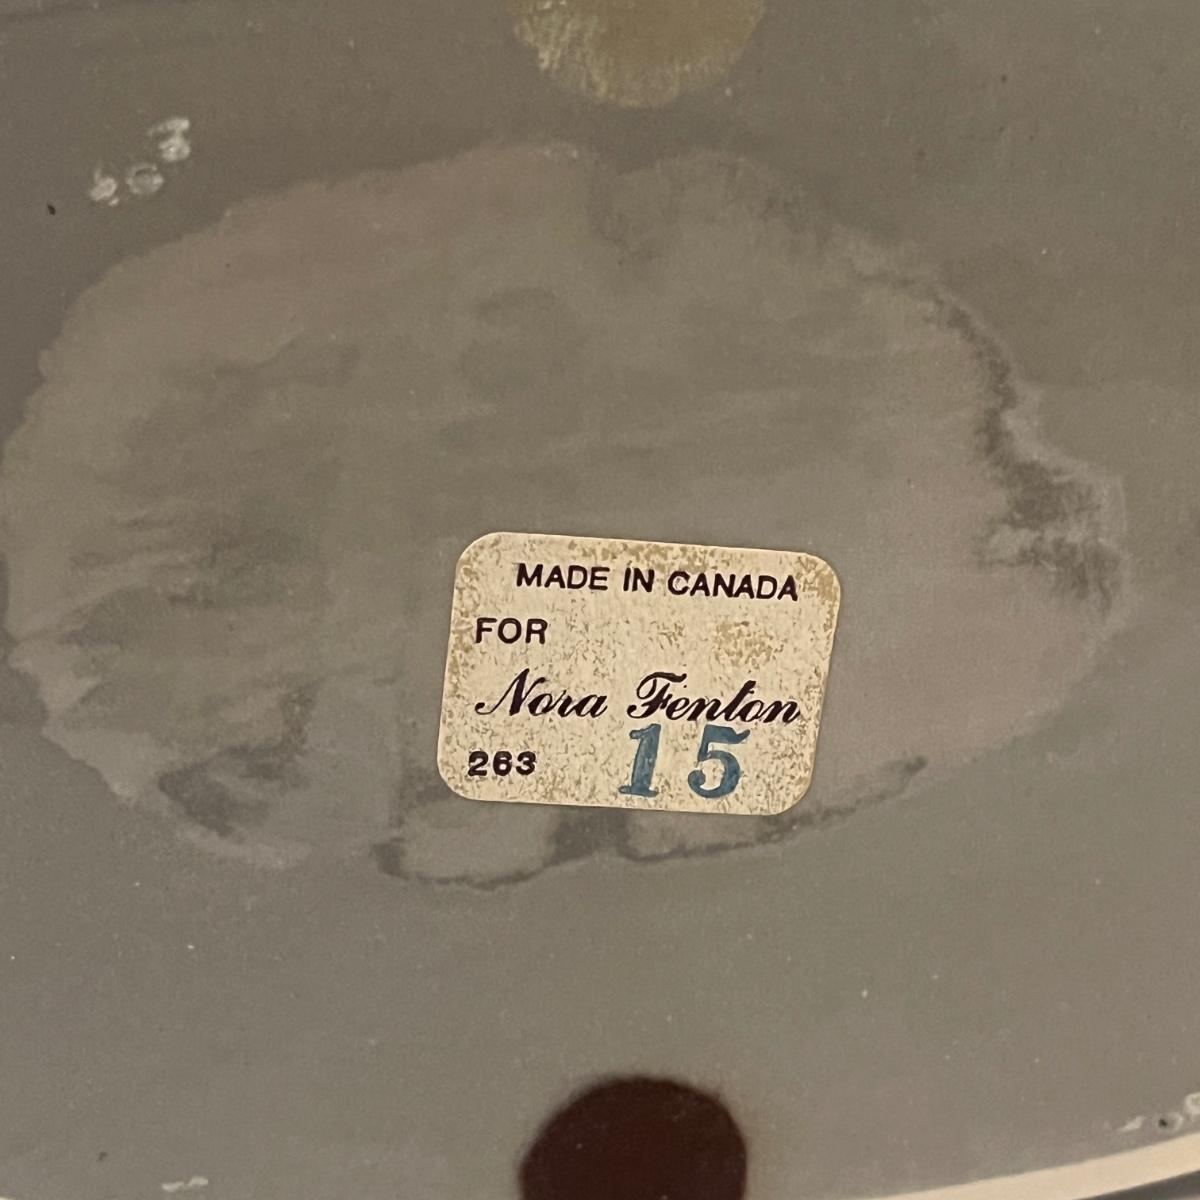 MADE IN CANADA
FOR
Nora Fenton
263 15